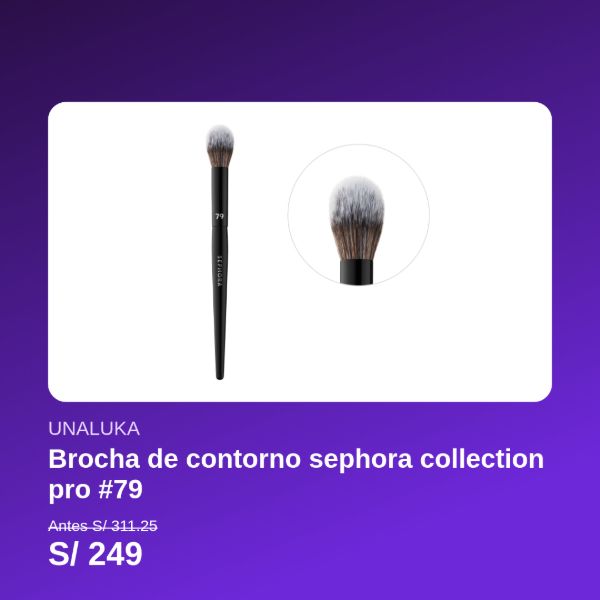 79
SEPHORA
UNALUKA
Brocha de contorno sephora collection
pro #79
Antes S/ 311.25
S/ 249